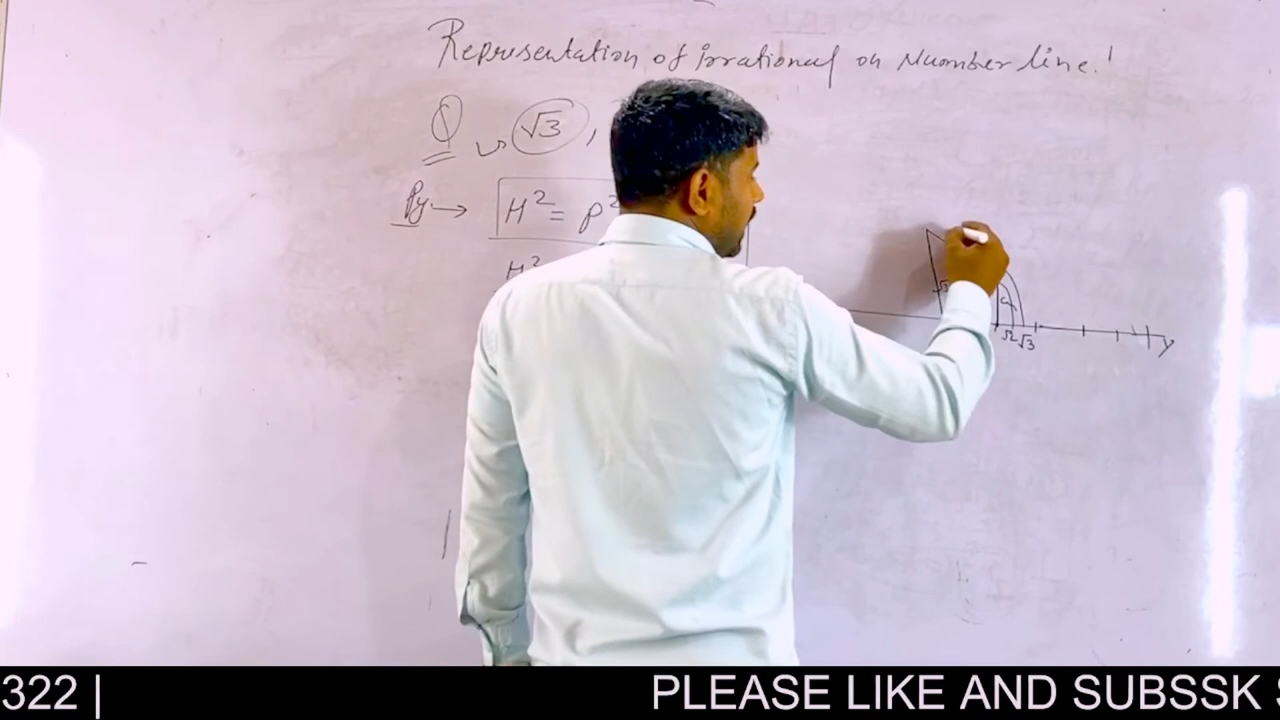 Representation of irrational on Number line!
Q √3,
Py → H² = P²
H²
√2 √3
322 | PLEASE LIKE AND SUBSSK S